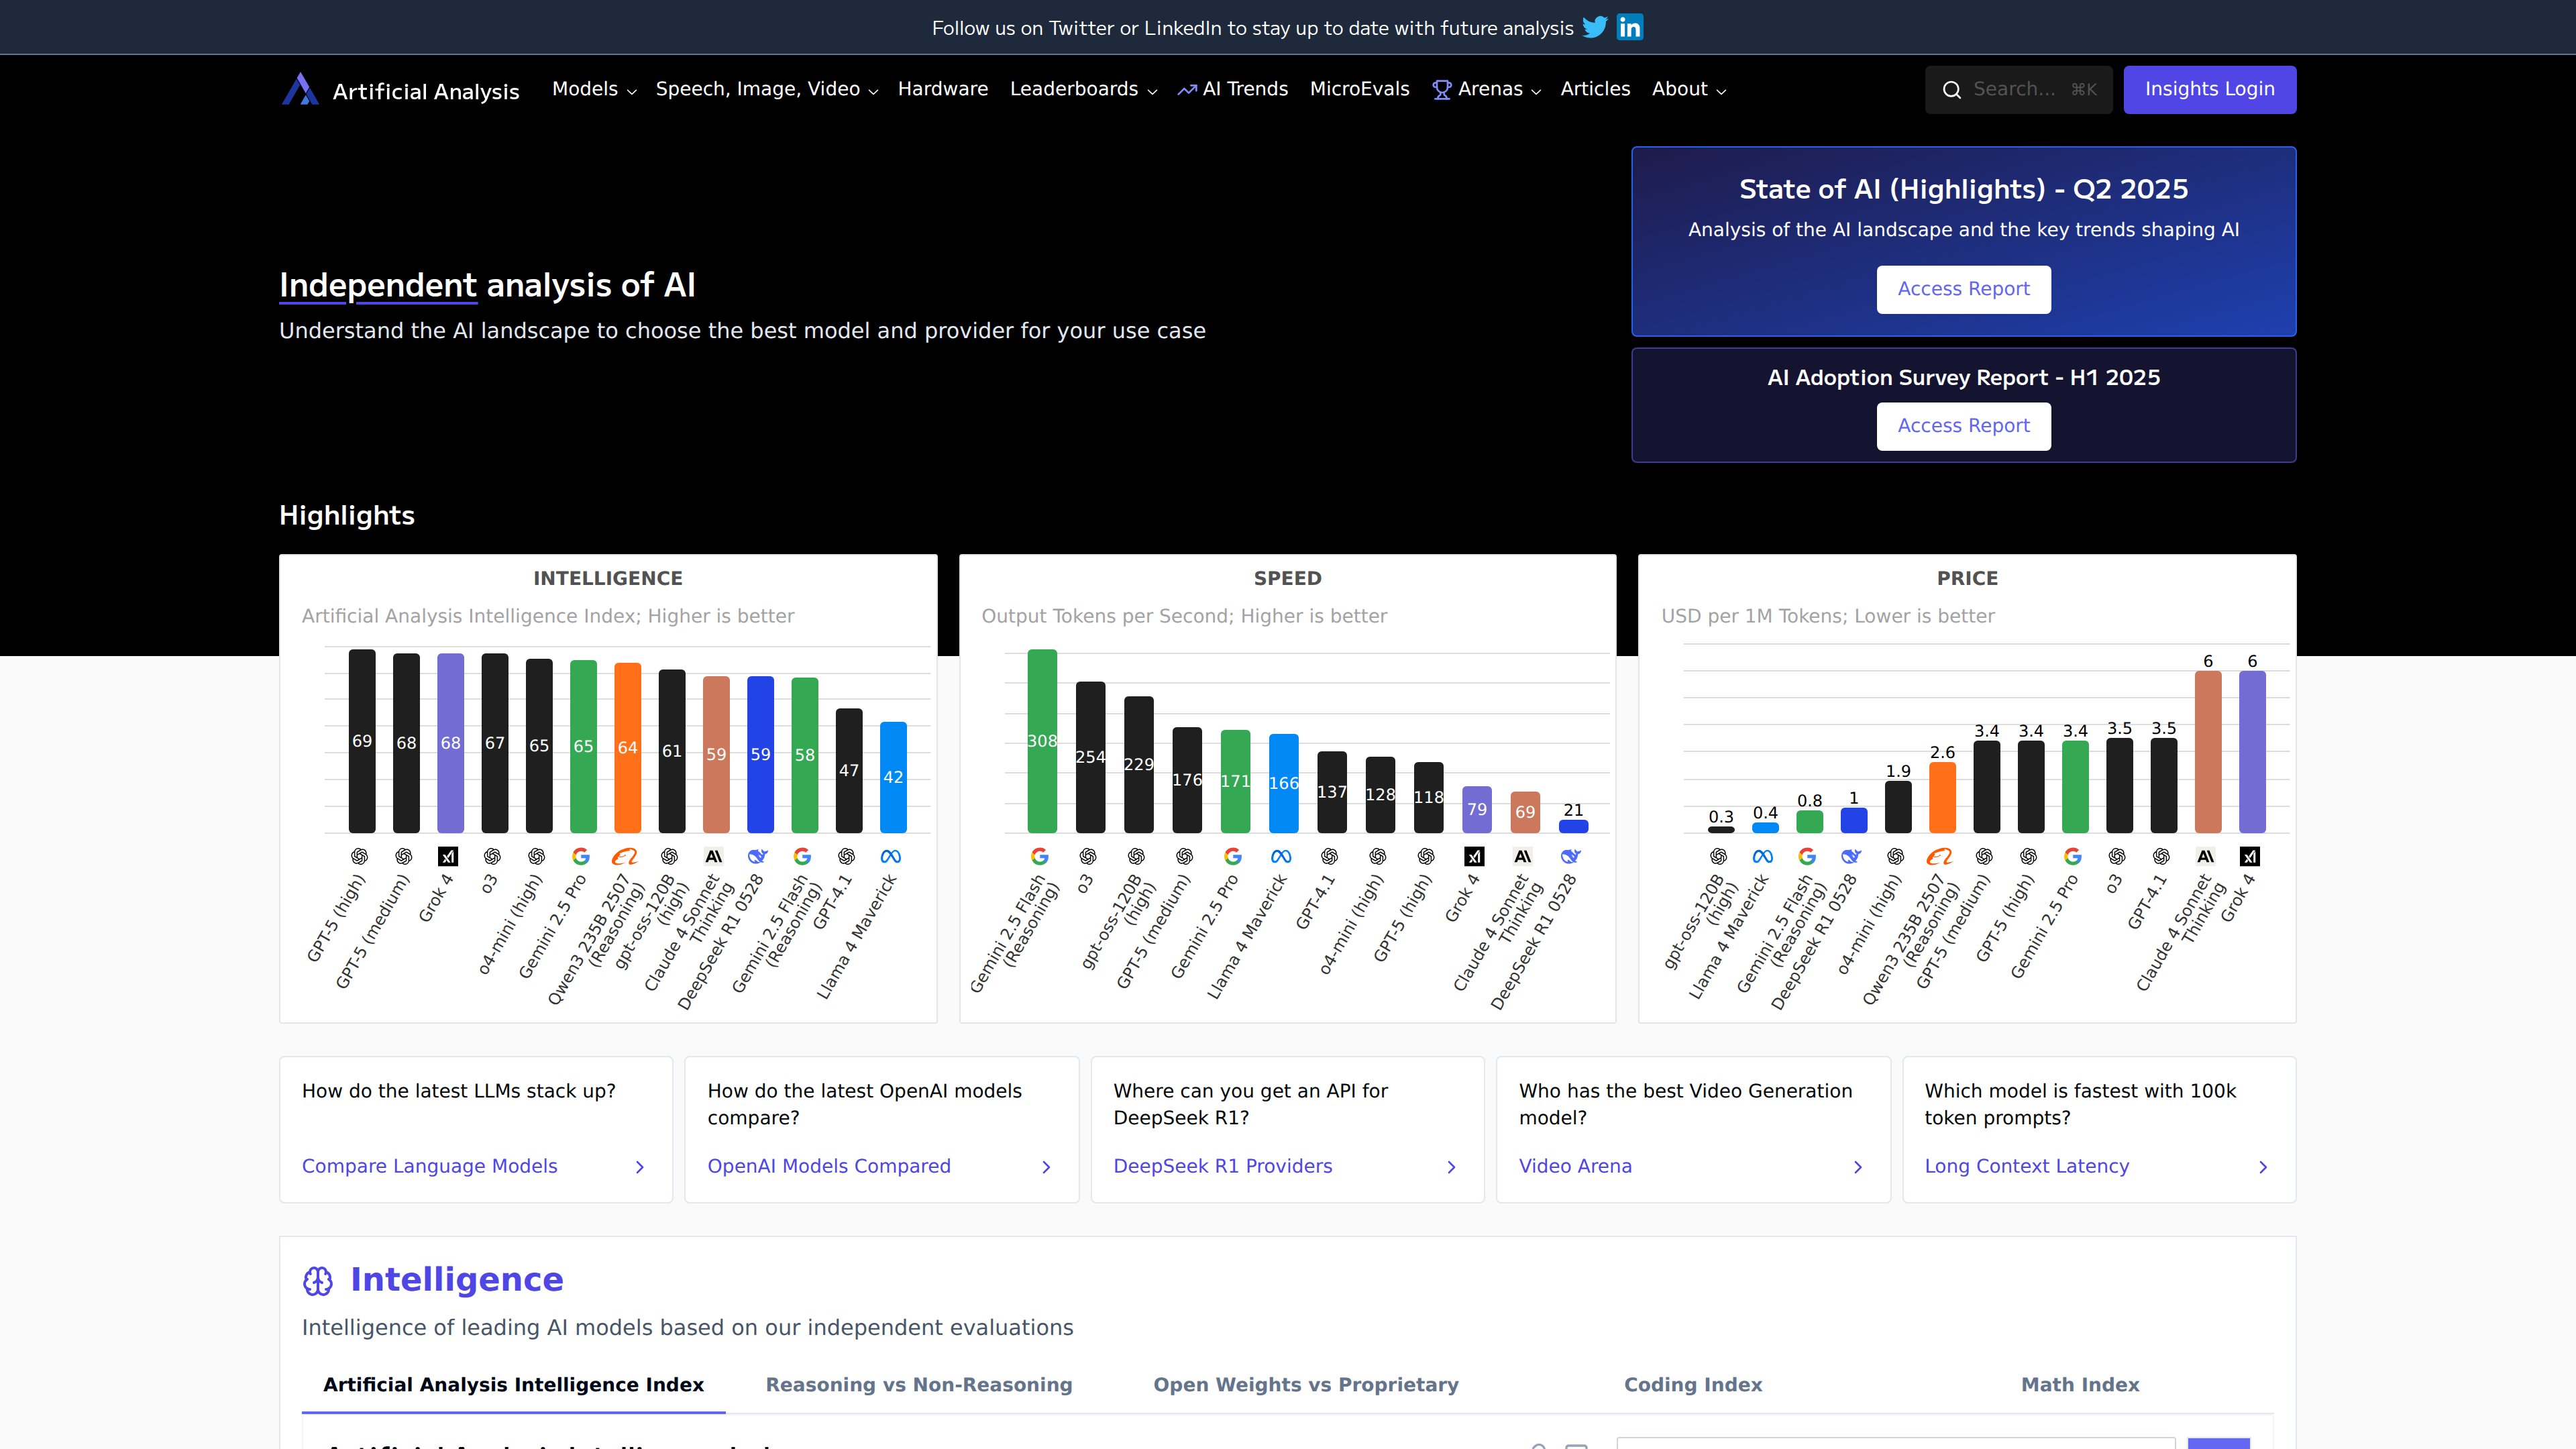 Follow us on Twitter or LinkedIn to stay up to date with future analysis
Artificial Analysis
Models
Speech, Image, Video
Hardware
Leaderboards
AI Trends
MicroEvals
Arenas
Articles
About
Search... ⌘K
Insights Login
Independent analysis of AI
Understand the AI landscape to choose the best model and provider for your use case
State of AI (Highlights) - Q2 2025
Analysis of the AI landscape and the key trends shaping AI
Access Report
AI Adoption Survey Report - H1 2025
Access Report
Highlights
INTELLIGENCE
Artificial Analysis Intelligence Index; Higher is better
69 68 68 67 65 65 64 61 59 59 58 47 42
GPT-5 (high)
GPT-5 (medium)
Grok 4
o3
o4-mini (high)
Gemini 2.5 Pro
Qwen3 235B 2507
(Reasoning)
gpt-oss-120B
(high)
Claude 4 Sonnet
Thinking
DeepSeek R1 0528
Gemini 2.5 Flash
(Reasoning)
GPT-4.1
Llama 4 Maverick
SPEED
Output Tokens per Second; Higher is better
308 254 229 176 171 166 137 128 118 79 69 21
Gemini 2.5 Flash
(Reasoning)
o3
gpt-oss-120B
(high)
GPT-5 (medium)
Gemini 2.5 Pro
Llama 4 Maverick
GPT-4.1
o4-mini (high)
GPT-5 (high)
Grok 4
Claude 4 Sonnet
Thinking
DeepSeek R1 0528
PRICE
USD per 1M Tokens; Lower is better
0.3 0.4 0.8 1 1.9 2.6 3.4 3.4 3.4 3.5 3.5 6 6
gpt-oss-120B
(high)
Llama 4 Maverick
Gemini 2.5 Flash
(Reasoning)
DeepSeek R1 0528
o4-mini (high)
Qwen3 235B 2507
(Reasoning)
GPT-5 (medium)
GPT-5 (high)
Gemini 2.5 Pro
o3
GPT-4.1
Claude 4 Sonnet
Thinking
Grok 4
How do the latest LLMs stack up?
Compare Language Models
How do the latest OpenAI models
compare?
OpenAI Models Compared
Where can you get an API for
DeepSeek R1?
DeepSeek R1 Providers
Who has the best Video Generation
model?
Video Arena
Which model is fastest with 100k
token prompts?
Long Context Latency
Intelligence
Intelligence of leading AI models based on our independent evaluations
Artificial Analysis Intelligence Index
Reasoning vs Non-Reasoning
Open Weights vs Proprietary
Coding Index
Math Index